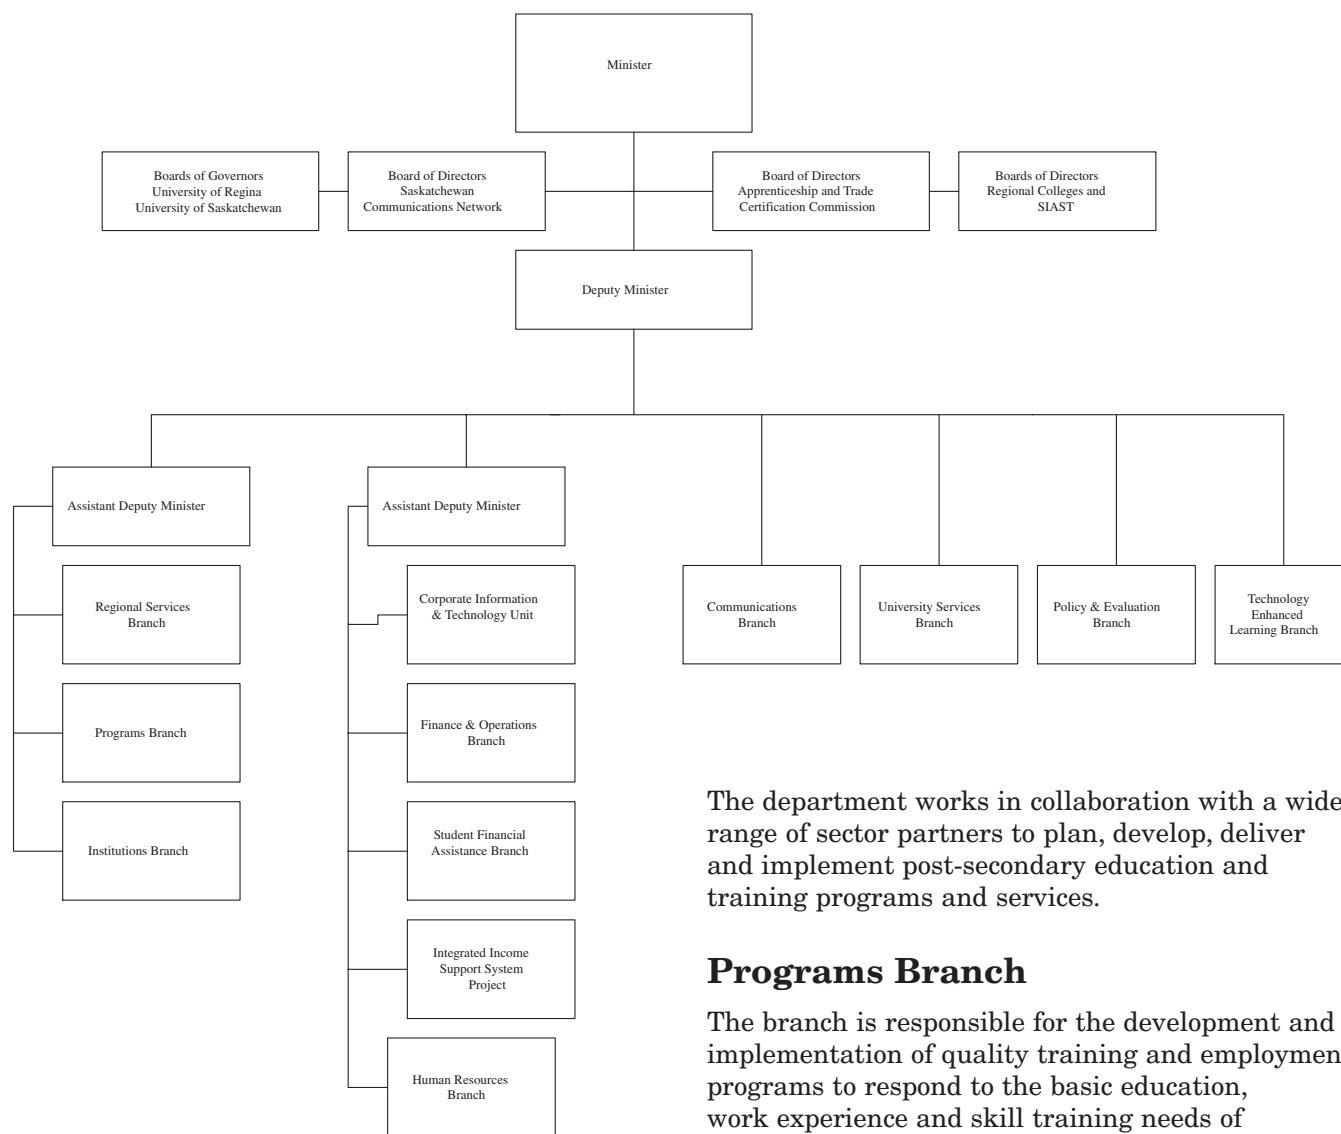 Minister
Boards of Governors
University of Regina
University of Saskatchewan
Board of Directors
Saskatchewan
Communications Network
Board of Directors
Apprenticeship and Trade
Certification Commission
Boards of Directors
Regional Colleges and
SIAST
Deputy Minister
Assistant Deputy Minister
Regional Services
Branch
Programs Branch
Institutions Branch
Assistant Deputy Minister
Corporate Information
& Technology Unit
Finance & Operations
Branch
Student Financial
Assistance Branch
Integrated Income
Support System
Project
Human Resources
Branch
Communications
Branch
University Services
Branch
Policy & Evaluation
Branch
Technology
Enhanced
Learning Branch
The department works in collaboration with a wide
range of sector partners to plan, develop, deliver
and implement post-secondary education and
training programs and services.
Programs Branch
The branch is responsible for the development and
implementation of quality training and employmen
programs to respond to the basic education,
work experience and skill training needs of